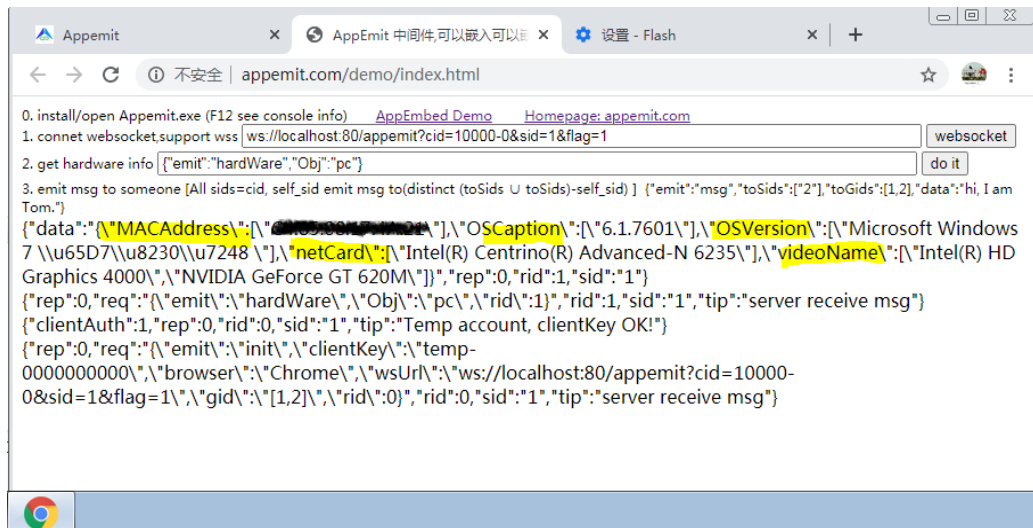 Appemit
AppEmit 中间件,可以嵌入可以
设置 - Flash
不安全 appemit.com/demo/index.html
0. install/open Appemit.exe (F12 see console info) AppEmbed Demo Homepage: appemit.com
1. connet websocket,support wss ws://localhost:80/appemit?cid=10000-0&sid=1&flag=1 websocket
2. get hardware info {"emit":"hardWare","Obj":"pc"} do it
3. emit msg to someone [All sids=cid, self_sid emit msg to(distinct (toSids ∪ toSids)-self_sid) ] {"emit":"msg","toSids":["2"],"toGids":[1,2],"data":"hi, I am
Tom."}
{"data":"{\"MACAddress\":[\"\"],\"OSCaption\":[\"6.1.7601\"],\"OSVersion\":[\"Microsoft Windows
7 \\u65D7\\u8230\\u7248 \"],\"netCard\":[\"Intel(R) Centrino(R) Advanced-N 6235\"],\"videoName\":[\"Intel(R) HD
Graphics 4000\",\"NVIDIA GeForce GT 620M\"]}","rep":0,"rid":1,"sid":"1"}
{"rep":0,"req":"{\"emit\":\"hardWare\",\"Obj\":\"pc\",\"rid\":1}","rid":1,"sid":"1","tip":"server receive msg"}
{"clientAuth":1,"rep":0,"rid":0,"sid":"1","tip":"Temp account, clientKey OK!"}
{"rep":0,"req":"{\"emit\":\"init\",\"clientKey\":\"temp-
0000000000\",\"browser\":\"Chrome\",\"wsUrl\":\"ws://localhost:80/appemit?cid=10000-
0&sid=1&flag=1\",\"gid\":\"[1,2]\",\"rid\":0}","rid":0,"sid":"1","tip":"server receive msg"}